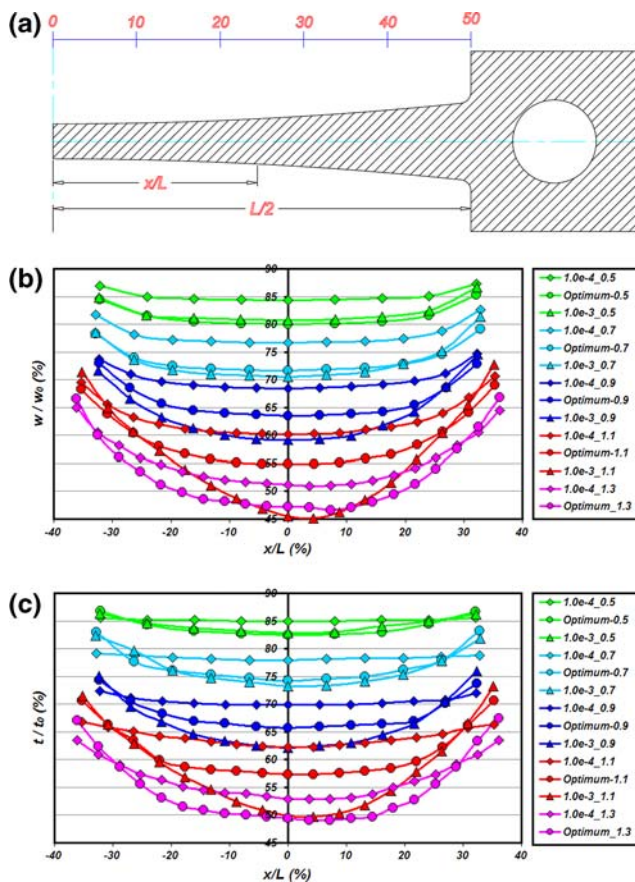 (a)
0 10 20 30 40 50
x/L
L/2
(b)
w / w₀ (%)
90
85
80
75
70
65
60
55
50
45
-40 -30 -20 -10 0 10 20 30 40
x/L (%)
1.0e-4_0.5
Optimum-0.5
1.0e-3_0.5
1.0e-4_0.7
Optimum-0.7
1.0e-3_0.7
1.0e-4_0.9
Optimum-0.9
1.0e-3_0.9
1.0e-4_1.1
Optimum-1.1
1.0e-3_1.1
1.0e-4_1.3
Optimum_1.3
(c)
t / t₀ (%)
90
85
80
75
70
65
60
55
50
45
-40 -30 -20 -10 0 10 20 30 40
x/L (%)
1.0e-4_0.5
Optimum-0.5
1.0e-3_0.5
1.0e-4_0.7
Optimum-0.7
1.0e-3_0.7
1.0e-4_0.9
Optimum-0.9
1.0e-3_0.9
1.0e-4_1.1
Optimum-1.1
1.0e-3_1.1
1.0e-4_1.3
Optimum_1.3